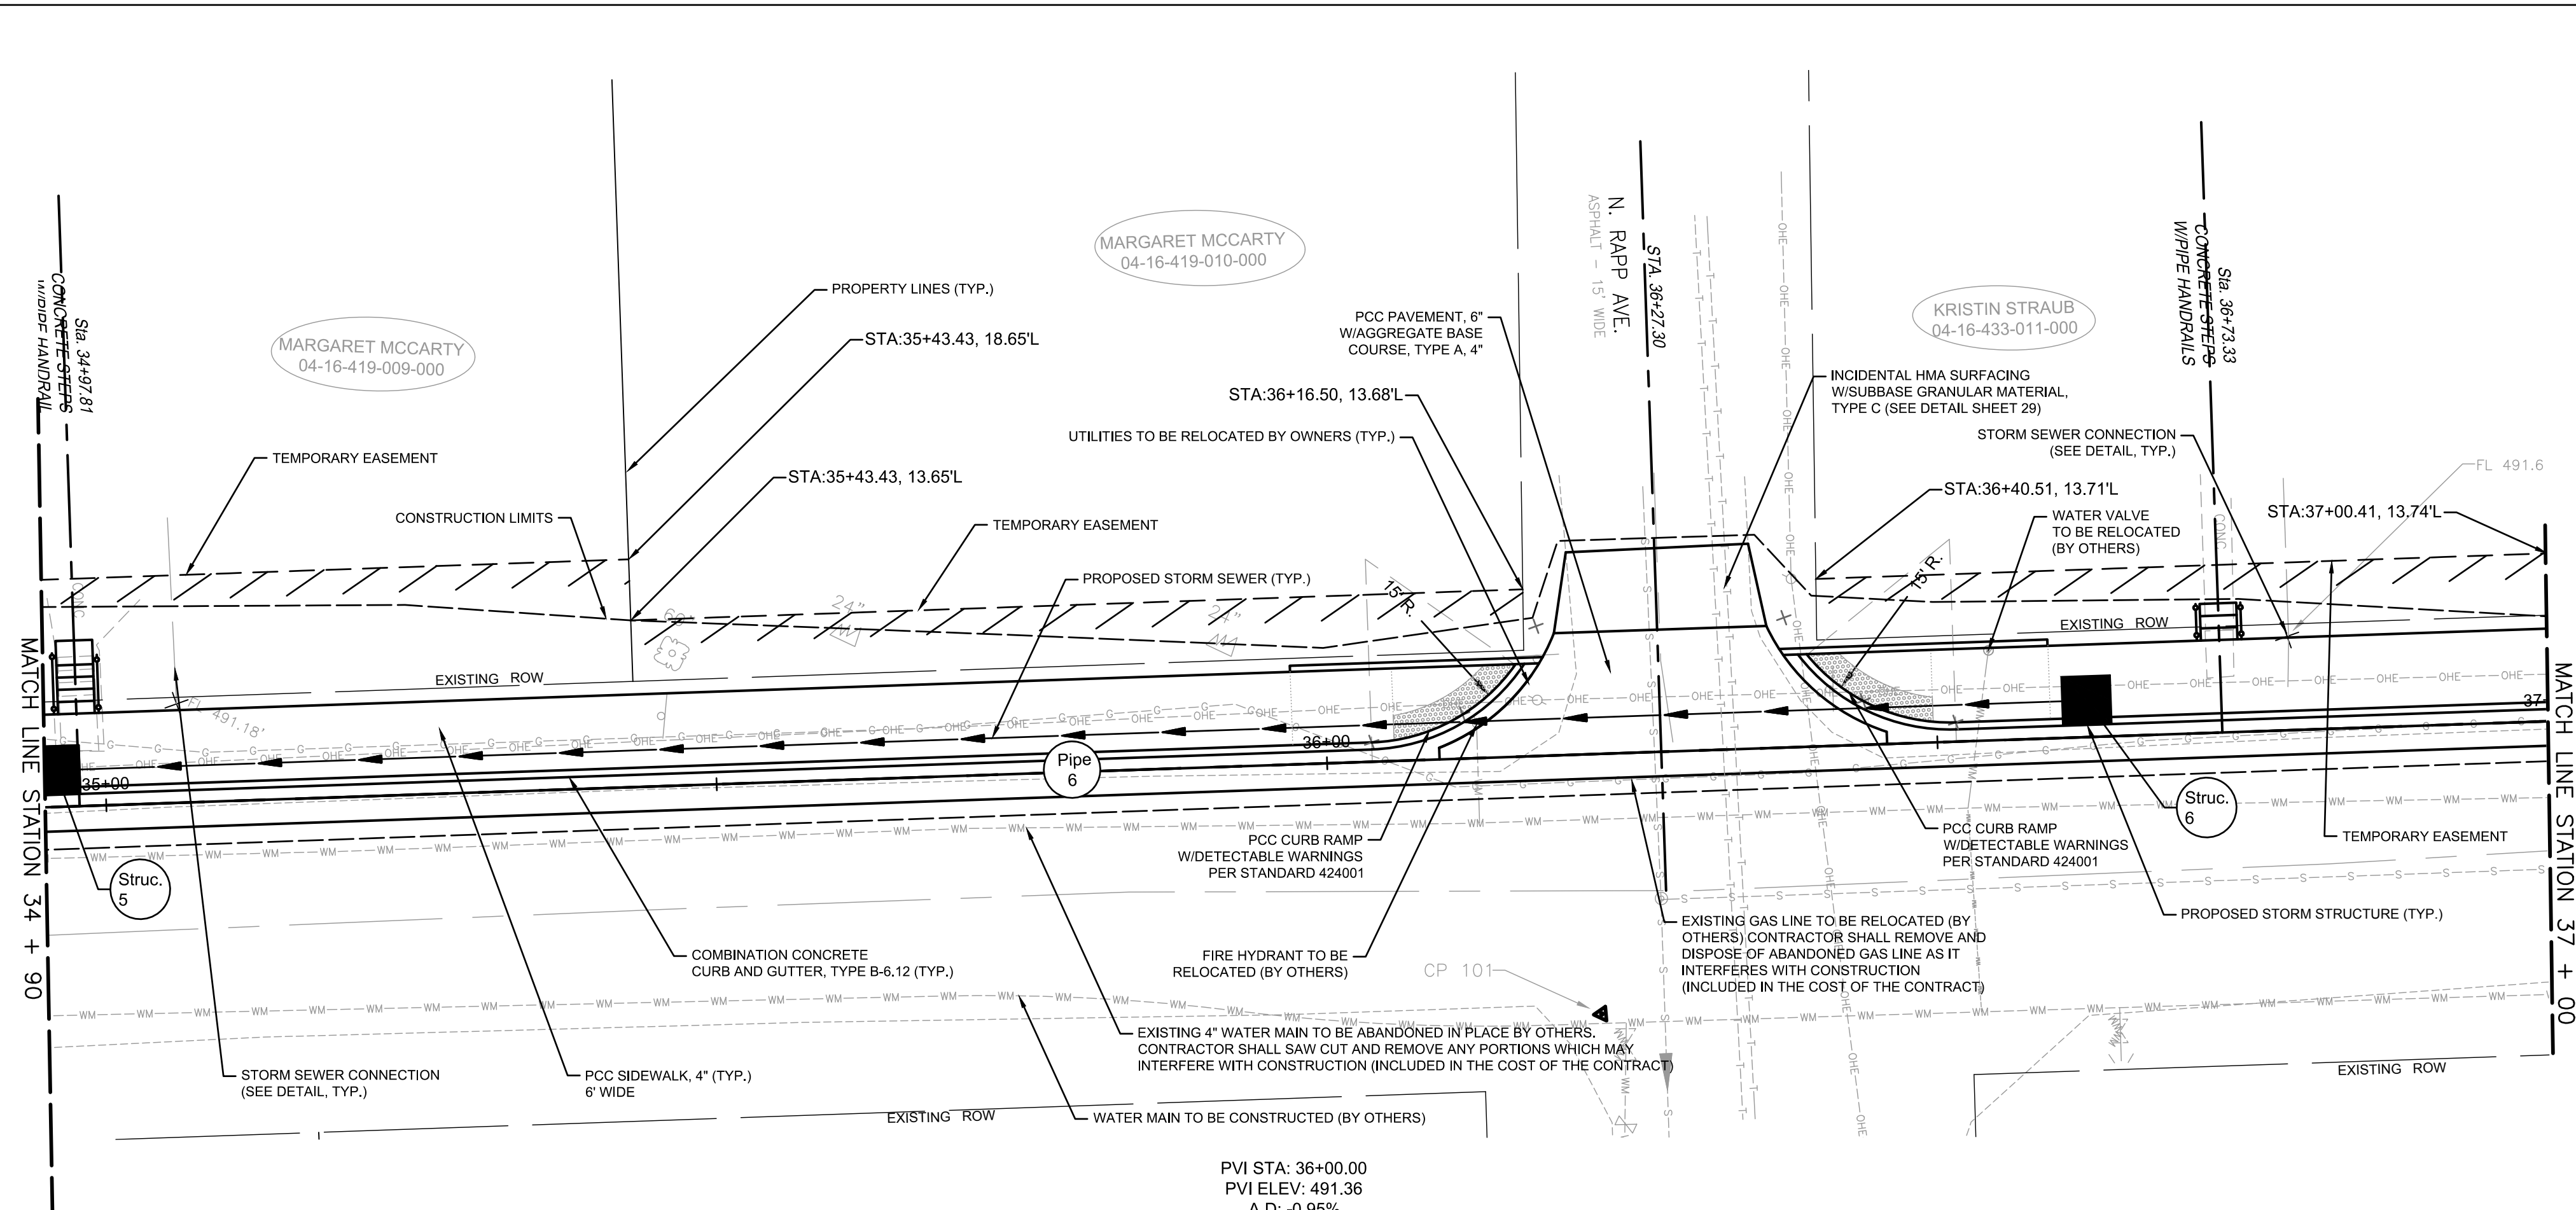 MARGARET MCCARTY
04-16-419-009-000
MARGARET MCCARTY
04-16-419-010-000
KRISTIN STRAUB
04-16-433-011-000
Sta. 34+97.81
CONCRETE STEPS
W/PIPE HANDRAIL
TEMPORARY EASEMENT
CONSTRUCTION LIMITS
PROPERTY LINES (TYP.)
STA:35+43.43, 18.65'L
STA:35+43.43, 13.65'L
TEMPORARY EASEMENT
PROPOSED STORM SEWER (TYP.)
PCC PAVEMENT, 6"
W/AGGREGATE BASE
COURSE, TYPE A, 4"
STA:36+16.50, 13.68'L
UTILITIES TO BE RELOCATED BY OWNERS (TYP.)
ASPHALT - 15' WIDE
N. RAPP AVE.
STA. 36+27.30
INCIDENTAL HMA SURFACING
W/SUBBASE GRANULAR MATERIAL,
TYPE C (SEE DETAIL SHEET 29)
STORM SEWER CONNECTION
(SEE DETAIL, TYP.)
STA:36+40.51, 13.71'L
WATER VALVE
TO BE RELOCATED
(BY OTHERS)
Sta. 36+73.33
CONCRETE STEPS
W/PIPE HANDRAILS
FL 491.6
STA:37+00.41, 13.74'L
CONC
CONC
60"
24"
24"
15' R.
15' R.
EXISTING ROW
EXISTING ROW
FL 491.18'
35+00
36+00
37
Pipe
6
Struc.
5
Struc.
6
MATCH LINE STATION 34 + 90
MATCH LINE STATION 37 + 00
PCC CURB RAMP
W/DETECTABLE WARNINGS
PER STANDARD 424001
PCC CURB RAMP
W/DETECTABLE WARNINGS
PER STANDARD 424001
TEMPORARY EASEMENT
PROPOSED STORM STRUCTURE (TYP.)
COMBINATION CONCRETE
CURB AND GUTTER, TYPE B-6.12 (TYP.)
FIRE HYDRANT TO BE
RELOCATED (BY OTHERS)
CP 101
EXISTING GAS LINE TO BE RELOCATED (BY
OTHERS) CONTRACTOR SHALL REMOVE AND
DISPOSE OF ABANDONED GAS LINE AS IT
INTERFERES WITH CONSTRUCTION
(INCLUDED IN THE COST OF THE CONTRACT)
EXISTING 4" WATER MAIN TO BE ABANDONED IN PLACE BY OTHERS.
CONTRACTOR SHALL SAW CUT AND REMOVE ANY PORTIONS WHICH MAY
INTERFERE WITH CONSTRUCTION (INCLUDED IN THE COST OF THE CONTRACT)
STORM SEWER CONNECTION
(SEE DETAIL, TYP.)
PCC SIDEWALK, 4" (TYP.)
6' WIDE
EXISTING ROW
WATER MAIN TO BE CONSTRUCTED (BY OTHERS)
EXISTING ROW
PVI STA: 36+00.00
PVI ELEV: 491.36
A.D: -0.95%